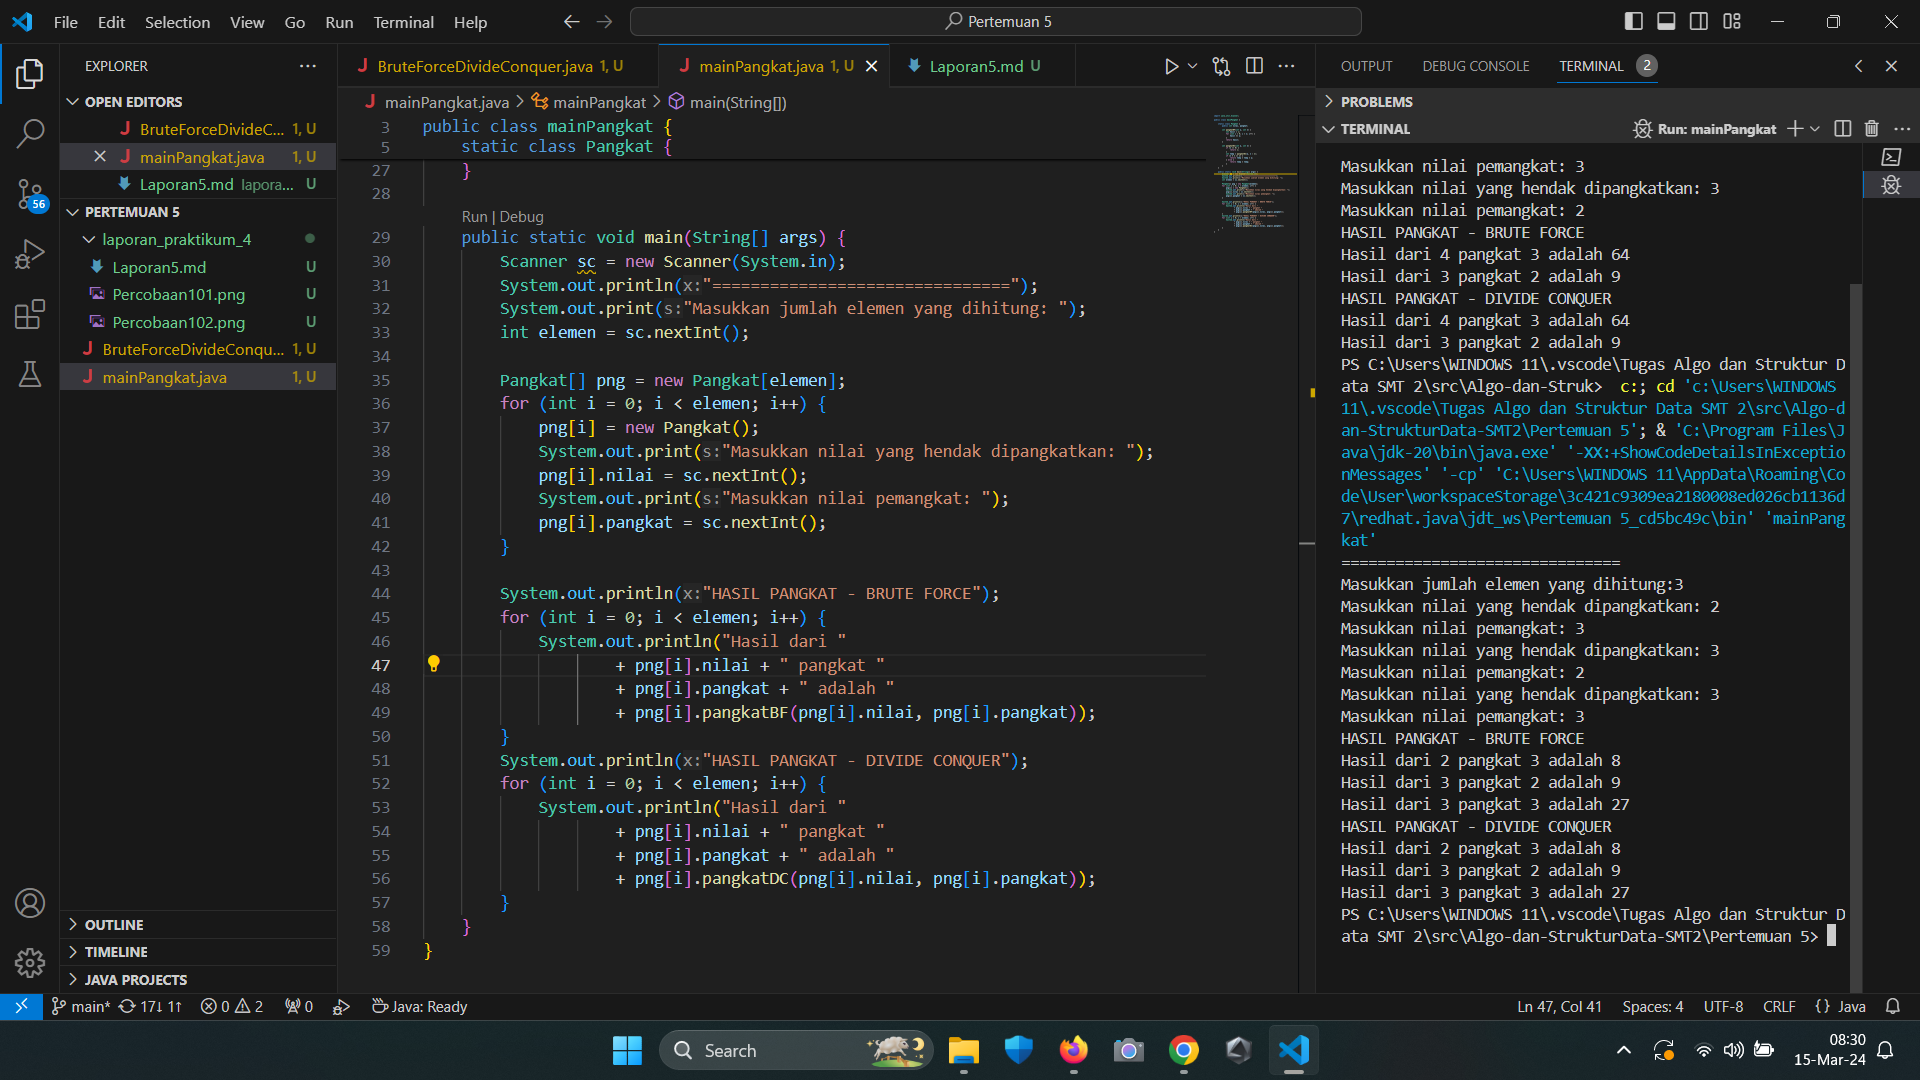 File Edit Selection View Go Run Terminal Help
Pertemuan 5
EXPLORER
OPEN EDITORS
BruteForceDivideC... 1, U
mainPangkat.java 1, U
Laporan5.md lapora... U
PERTEMUAN 5
laporan_praktikum_4
Laporan5.md U
Percobaan101.png U
Percobaan102.png U
BruteForceDivideConqu... 1, U
mainPangkat.java 1, U
OUTLINE
TIMELINE
JAVA PROJECTS
56
BruteForceDivideConquer.java 1, U
mainPangkat.java 1, U
Laporan5.md U
mainPangkat.java > mainPangkat > main(String[])
3 public class mainPangkat {
5 static class Pangkat {
27 }
28
Run | Debug
29 public static void main(String[] args) {
30 Scanner sc = new Scanner(System.in);
31 System.out.println(x:"===============================");
32 System.out.print(s:"Masukkan jumlah elemen yang dihitung: ");
33 int elemen = sc.nextInt();
34
35 Pangkat[] png = new Pangkat[elemen];
36 for (int i = 0; i < elemen; i++) {
37 png[i] = new Pangkat();
38 System.out.print(s:"Masukkan nilai yang hendak dipangkatkan: ");
39 png[i].nilai = sc.nextInt();
40 System.out.print(s:"Masukkan nilai pemangkat: ");
41 png[i].pangkat = sc.nextInt();
42 }
43
44 System.out.println(x:"HASIL PANGKAT - BRUTE FORCE");
45 for (int i = 0; i < elemen; i++) {
46 System.out.println("Hasil dari "
47 + png[i].nilai + " pangkat "
48 + png[i].pangkat + " adalah "
49 + png[i].pangkatBF(png[i].nilai, png[i].pangkat));
50 }
51 System.out.println(x:"HASIL PANGKAT - DIVIDE CONQUER");
52 for (int i = 0; i < elemen; i++) {
53 System.out.println("Hasil dari "
54 + png[i].nilai + " pangkat "
55 + png[i].pangkat + " adalah "
56 + png[i].pangkatDC(png[i].nilai, png[i].pangkat));
57 }
58 }
59 }
OUTPUT DEBUG CONSOLE TERMINAL 2
PROBLEMS
TERMINAL
Run: mainPangkat
Masukkan nilai pemangkat: 3
Masukkan nilai yang hendak dipangkatkan: 3
Masukkan nilai pemangkat: 2
HASIL PANGKAT - BRUTE FORCE
Hasil dari 4 pangkat 3 adalah 64
Hasil dari 3 pangkat 2 adalah 9
HASIL PANGKAT - DIVIDE CONQUER
Hasil dari 4 pangkat 3 adalah 64
Hasil dari 3 pangkat 2 adalah 9
PS C:\Users\WINDOWS 11\.vscode\Tugas Algo dan Struktur D
ata SMT 2\src\Algo-dan-Struk> c:; cd 'c:\Users\WINDOWS
11\.vscode\Tugas Algo dan Struktur Data SMT 2\src\Algo-d
an-StrukturData-SMT2\Pertemuan 5'; & 'C:\Program Files\J
ava\jdk-20\bin\java.exe' '-XX:+ShowCodeDetailsInExceptio
nMessages' '-cp' 'C:\Users\WINDOWS 11\AppData\Roaming\Co
de\User\workspaceStorage\3c421c9309ea2180008ed026cb1136d
7\redhat.java\jdt_ws\Pertemuan 5_cd5bc49c\bin' 'mainPang
kat'
===============================
Masukkan jumlah elemen yang dihitung:3
Masukkan nilai yang hendak dipangkatkan: 2
Masukkan nilai pemangkat: 3
Masukkan nilai yang hendak dipangkatkan: 3
Masukkan nilai pemangkat: 2
Masukkan nilai yang hendak dipangkatkan: 3
Masukkan nilai pemangkat: 3
HASIL PANGKAT - BRUTE FORCE
Hasil dari 2 pangkat 3 adalah 8
Hasil dari 3 pangkat 2 adalah 9
Hasil dari 3 pangkat 3 adalah 27
HASIL PANGKAT - DIVIDE CONQUER
Hasil dari 2 pangkat 3 adalah 8
Hasil dari 3 pangkat 2 adalah 9
Hasil dari 3 pangkat 3 adalah 27
PS C:\Users\WINDOWS 11\.vscode\Tugas Algo dan Struktur D
ata SMT 2\src\Algo-dan-StrukturData-SMT2\Pertemuan 5>
main* 17↓ 1↑ 0 2 0 Java: Ready
Ln 47, Col 41 Spaces: 4 UTF-8 CRLF {} Java
Search
08:30
15-Mar-24